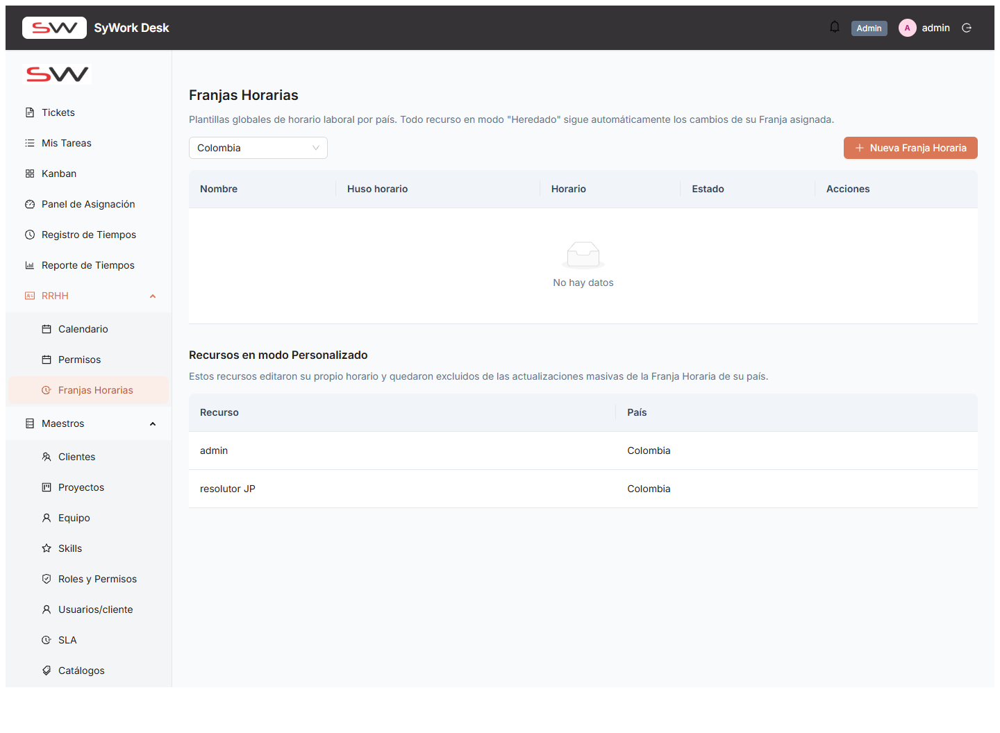 SW SyWork Desk
Admin A admin
SW
Tickets
Mis Tareas
Kanban
Panel de Asignación
Registro de Tiempos
Reporte de Tiempos
RRHH
Calendario
Permisos
Franjas Horarias
Maestros
Clientes
Proyectos
Equipo
Skills
Roles y Permisos
Usuarios/cliente
SLA
Catálogos
Franjas Horarias
Plantillas globales de horario laboral por país. Todo recurso en modo "Heredado" sigue automáticamente los cambios de su Franja asignada.
Colombia
Nueva Franja Horaria
Nombre Huso horario Horario Estado Acciones
No hay datos
Recursos en modo Personalizado
Estos recursos editaron su propio horario y quedaron excluidos de las actualizaciones masivas de la Franja Horaria de su país.
Recurso País
admin Colombia
resolutor JP Colombia